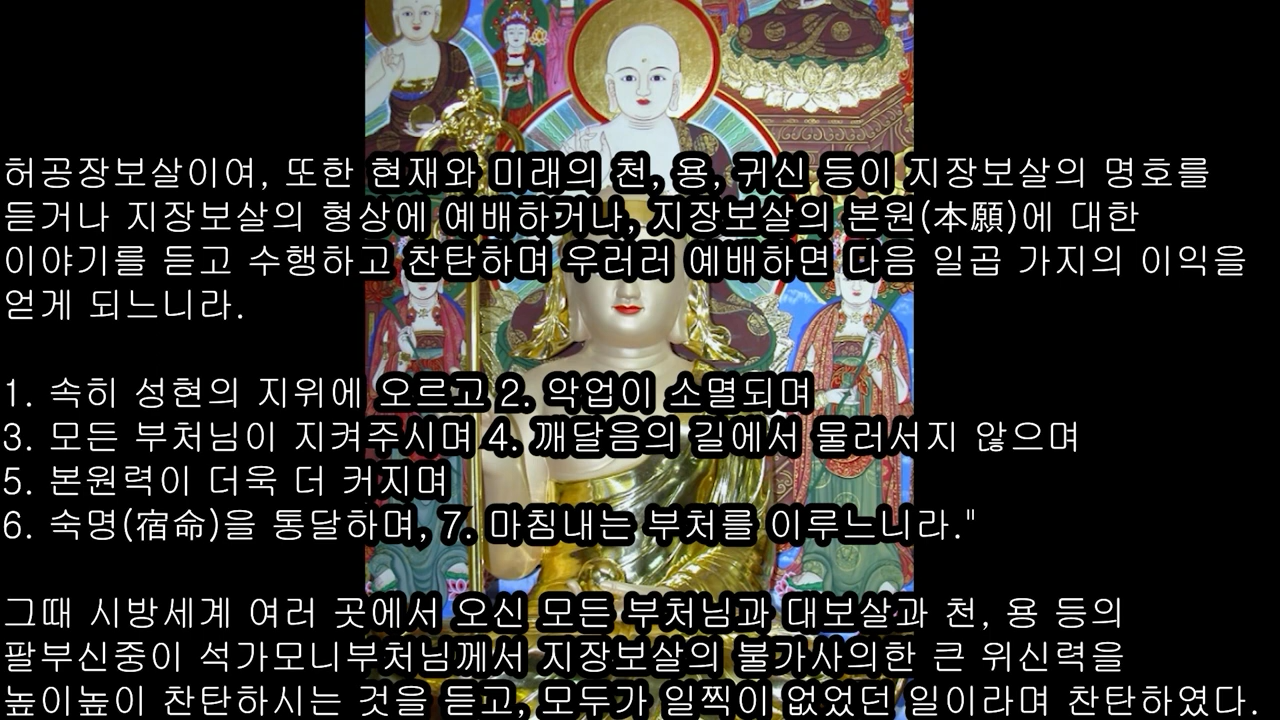 허공장보살이여, 또한 현재와 미래의 천, 용, 귀신 등이 지장보살의 명호를
듣거나 지장보살의 형상에 예배하거나, 지장보살의 본원(本願)에 대한
이야기를 듣고 수행하고 찬탄하며 우러러 예배하면 다음 일곱 가지의 이익을
얻게 되느니라.
1. 속히 성현의 지위에 오르고 2. 악업이 소멸되며
3. 모든 부처님이 지켜주시며 4. 깨달음의 길에서 물러서지 않으며
5. 본원력이 더욱 더 커지며
6. 숙명(宿命)을 통달하며, 7. 마침내는 부처를 이루느니라."
그때 시방세계 여러 곳에서 오신 모든 부처님과 대보살과 천, 용 등의
팔부신중이 석가모니부처님께서 지장보살의 불가사의한 큰 위신력을
높이높이 찬탄하시는 것을 듣고, 모두가 일찍이 없었던 일이라며 찬탄하였다.